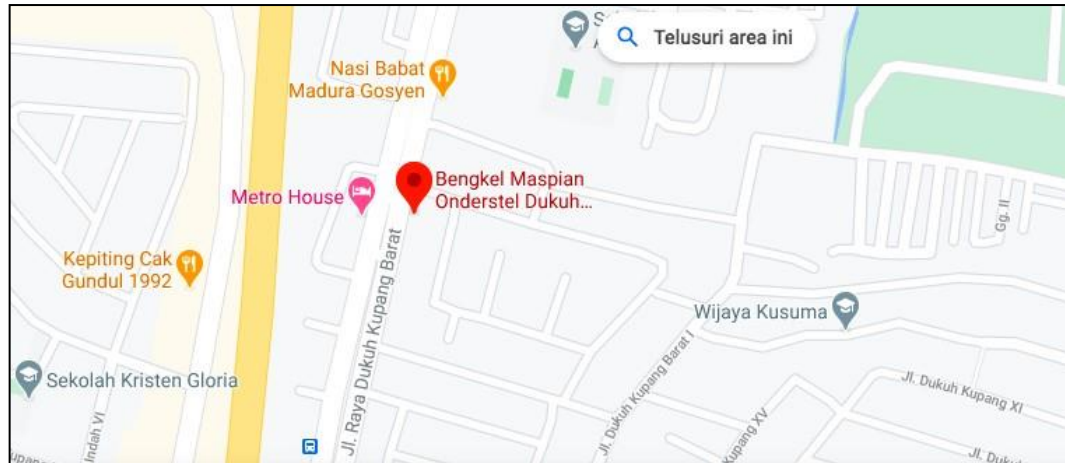 Telusuri area ini
Nasi Babat
Madura Gosyen
Bengkel Maspian
Onderstel Dukuh...
Metro House
Jl. Raya Dukuh Kupang Barat
Kepiting Cak
Gundul 1992
Gg. II
Wijaya Kusuma
Jl. Dukuh Kupang Barat I
Sekolah Kristen Gloria
Jl. Dukuh Kupang XI
Kupang XV
Indah VI